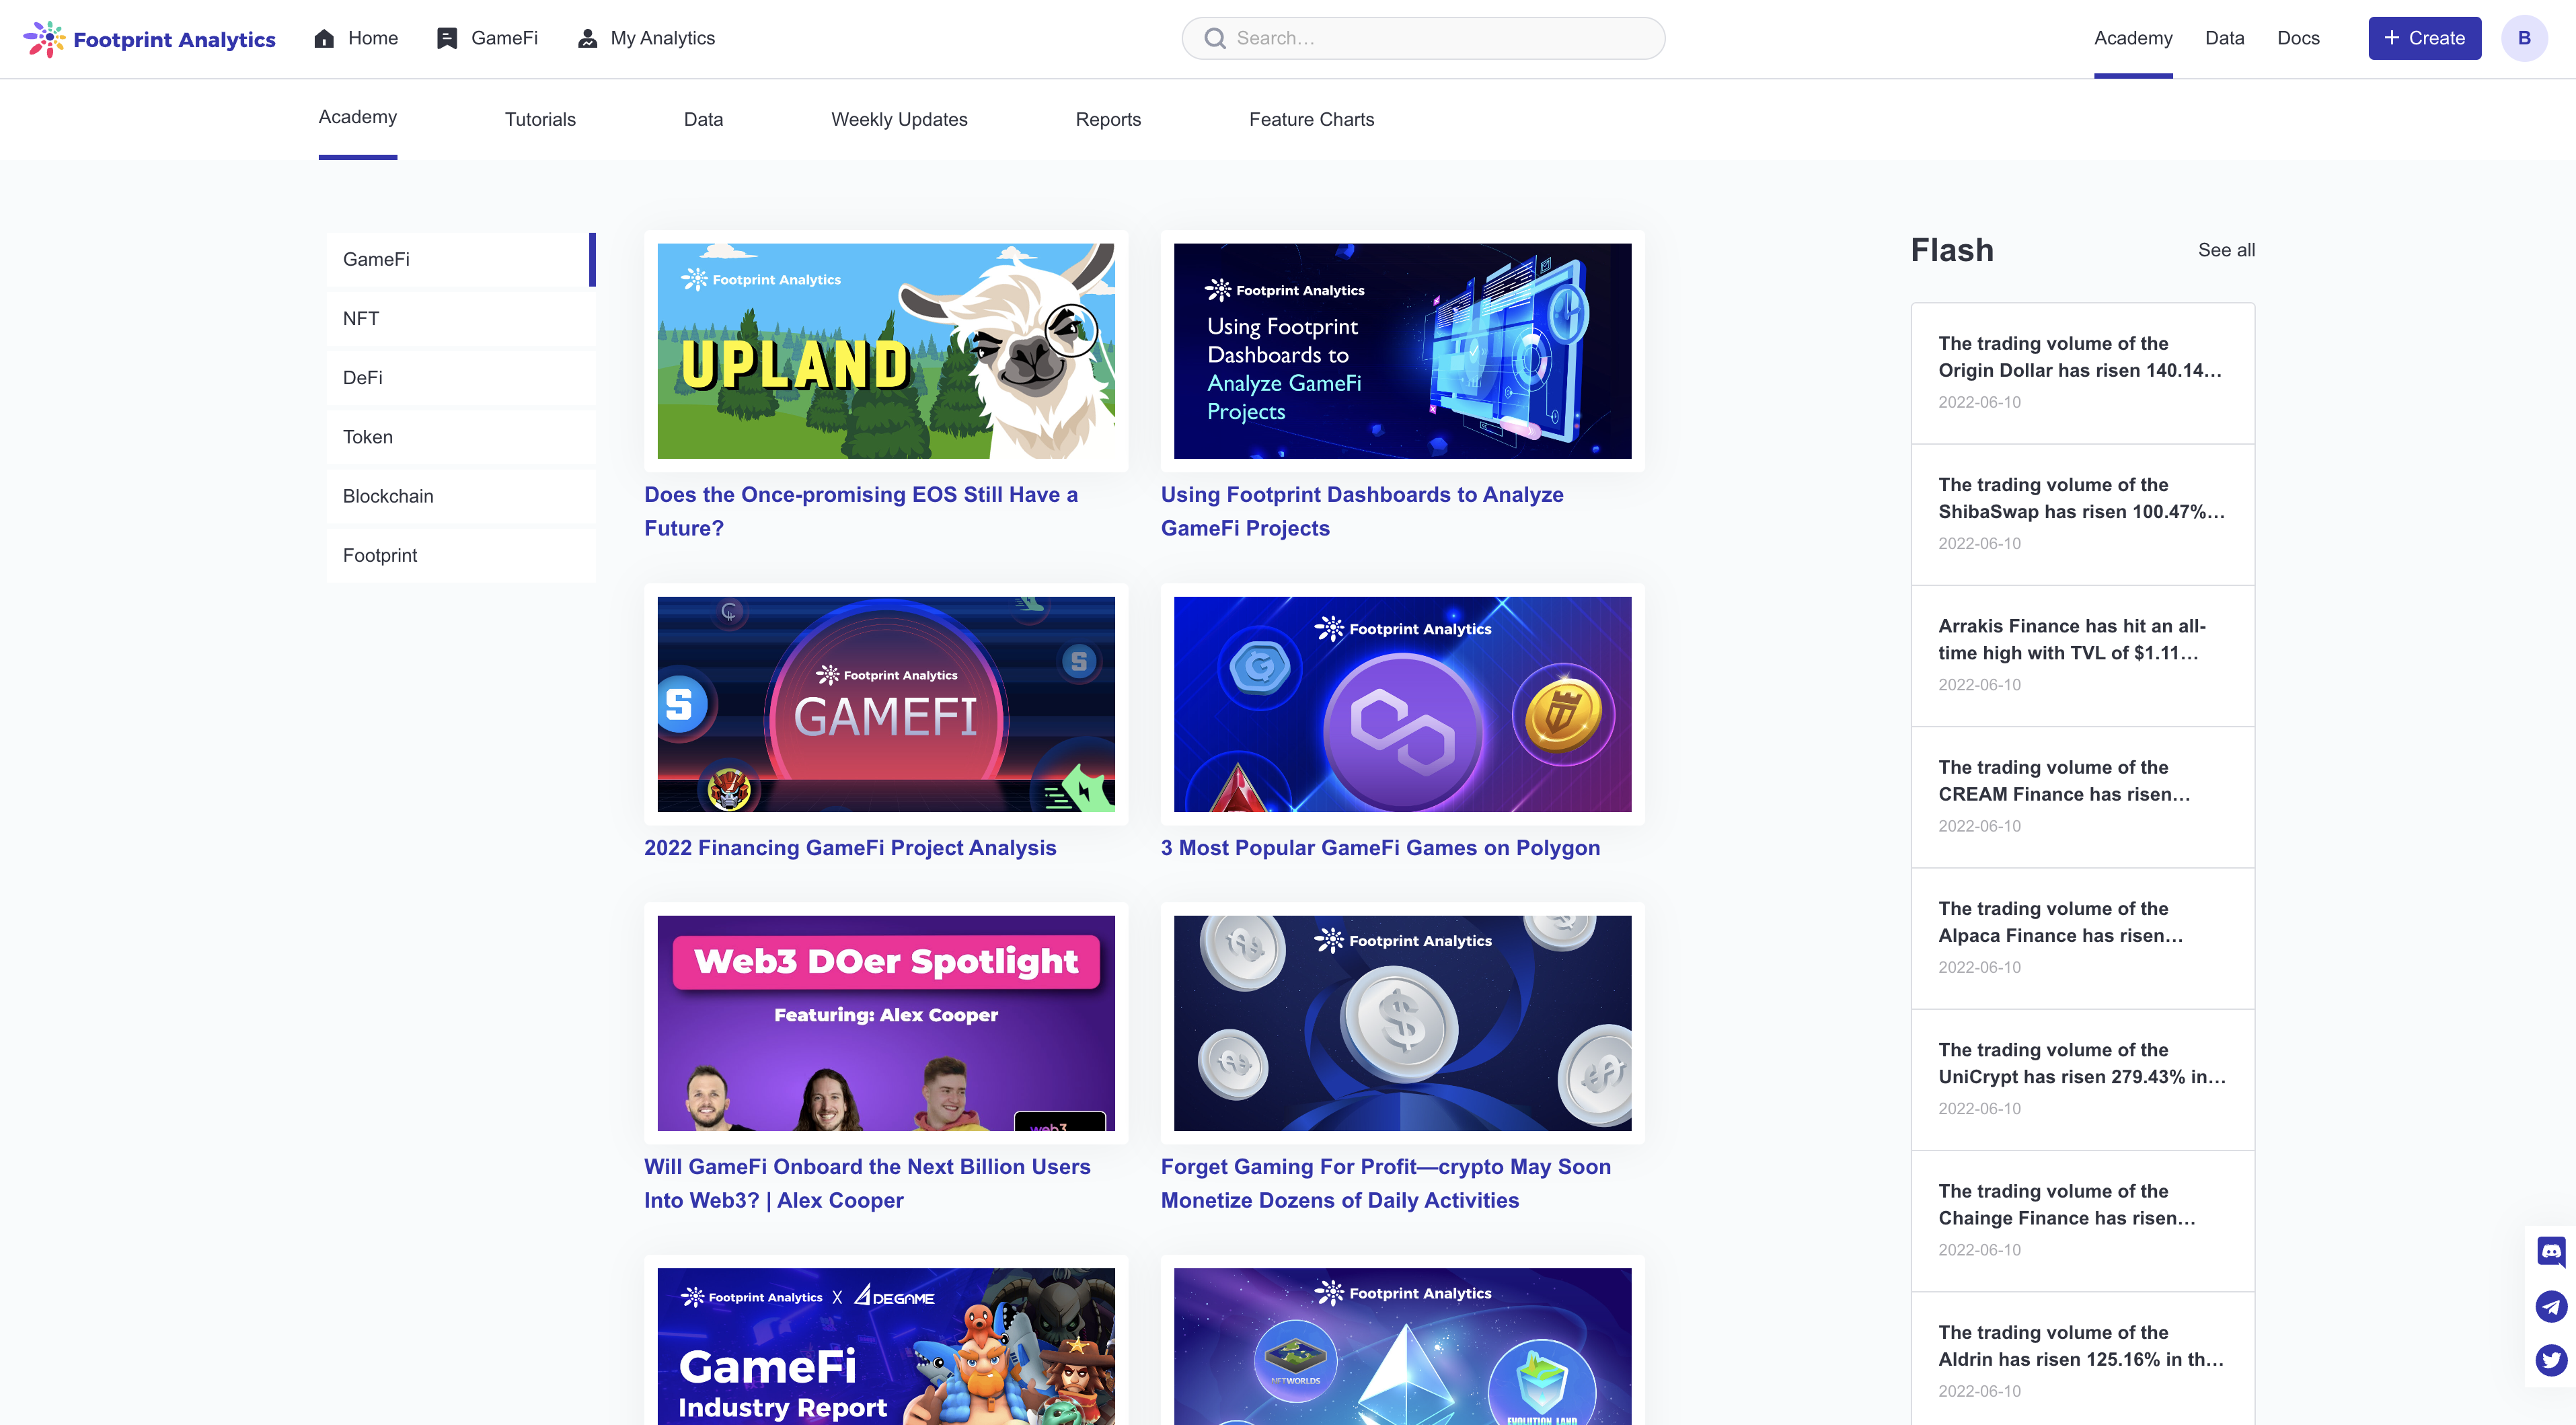 Footprint Analytics
Home
GameFi
My Analytics
Search...
Academy
Data
Docs
+ Create
B
Academy
Tutorials
Data
Weekly Updates
Reports
Feature Charts
GameFi
NFT
DeFi
Token
Blockchain
Footprint
Footprint Analytics
UPLAND
Does the Once-promising EOS Still Have a
Future?
Footprint Analytics
Using Footprint
Dashboards to
Analyze GameFi
Projects
Using Footprint Dashboards to Analyze
GameFi Projects
Footprint Analytics
GAMEFI
2022 Financing GameFi Project Analysis
Footprint Analytics
3 Most Popular GameFi Games on Polygon
Web3 DOer Spotlight
Featuring: Alex Cooper
web3
Will GameFi Onboard the Next Billion Users
Into Web3? | Alex Cooper
Footprint Analytics
Forget Gaming For Profit—crypto May Soon
Monetize Dozens of Daily Activities
Footprint Analytics X DEGAME
GameFi
Industry Report
Footprint Analytics
NFTWORLDS
EVOLUTION LAND
Flash
See all
The trading volume of the
Origin Dollar has risen 140.14...
2022-06-10
The trading volume of the
ShibaSwap has risen 100.47%...
2022-06-10
Arrakis Finance has hit an all-
time high with TVL of $1.11...
2022-06-10
The trading volume of the
CREAM Finance has risen...
2022-06-10
The trading volume of the
Alpaca Finance has risen...
2022-06-10
The trading volume of the
UniCrypt has risen 279.43% in...
2022-06-10
The trading volume of the
Chainge Finance has risen...
2022-06-10
The trading volume of the
Aldrin has risen 125.16% in th...
2022-06-10